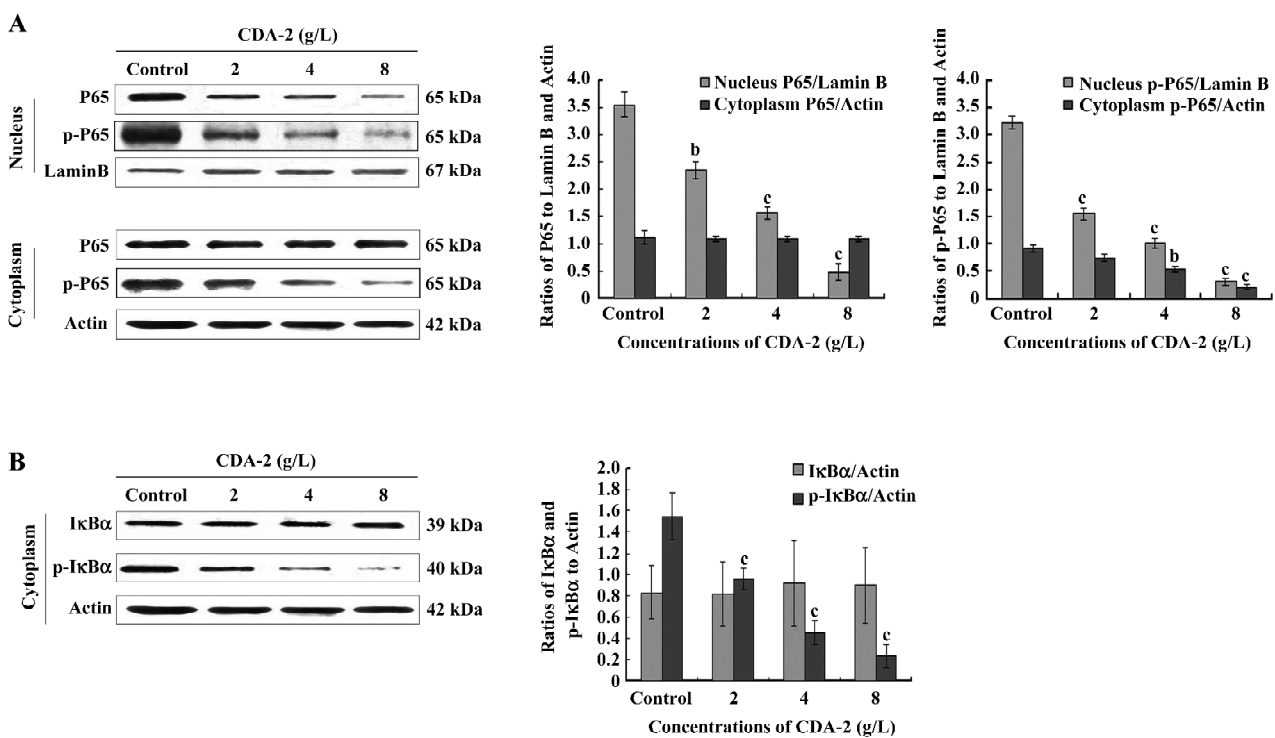 A
CDA-2 (g/L)
Control 2 4 8
Nucleus
P65 65 kDa
p-P65 65 kDa
LaminB 67 kDa
Cytoplasm
P65 65 kDa
p-P65 65 kDa
Actin 42 kDa
Ratios of P65 to Lamin B and Actin
4.0
3.5
3.0
2.5
2.0
1.5
1.0
0.5
0
Nucleus P65/Lamin B
Cytoplasm P65/Actin
b
c
c
Control 2 4 8
Concentrations of CDA-2 (g/L)
Ratios of p-P65 to Lamin B and Actin
4.0
3.5
3.0
2.5
2.0
1.5
1.0
0.5
0
Nucleus p-P65/Lamin B
Cytoplasm p-P65/Actin
c
c
b
c c
Control 2 4 8
Concentrations of CDA-2 (g/L)
B
CDA-2 (g/L)
Control 2 4 8
Cytoplasm
IκBα 39 kDa
p-IκBα 40 kDa
Actin 42 kDa
Ratios of IκBα and
p-IκBα to Actin
2.0
1.8
1.6
1.4
1.2
1.0
0.8
0.6
0.4
0.2
0
IκBα/Actin
p-IκBα/Actin
c
c
c
Control 2 4 8
Concentrations of CDA-2 (g/L)